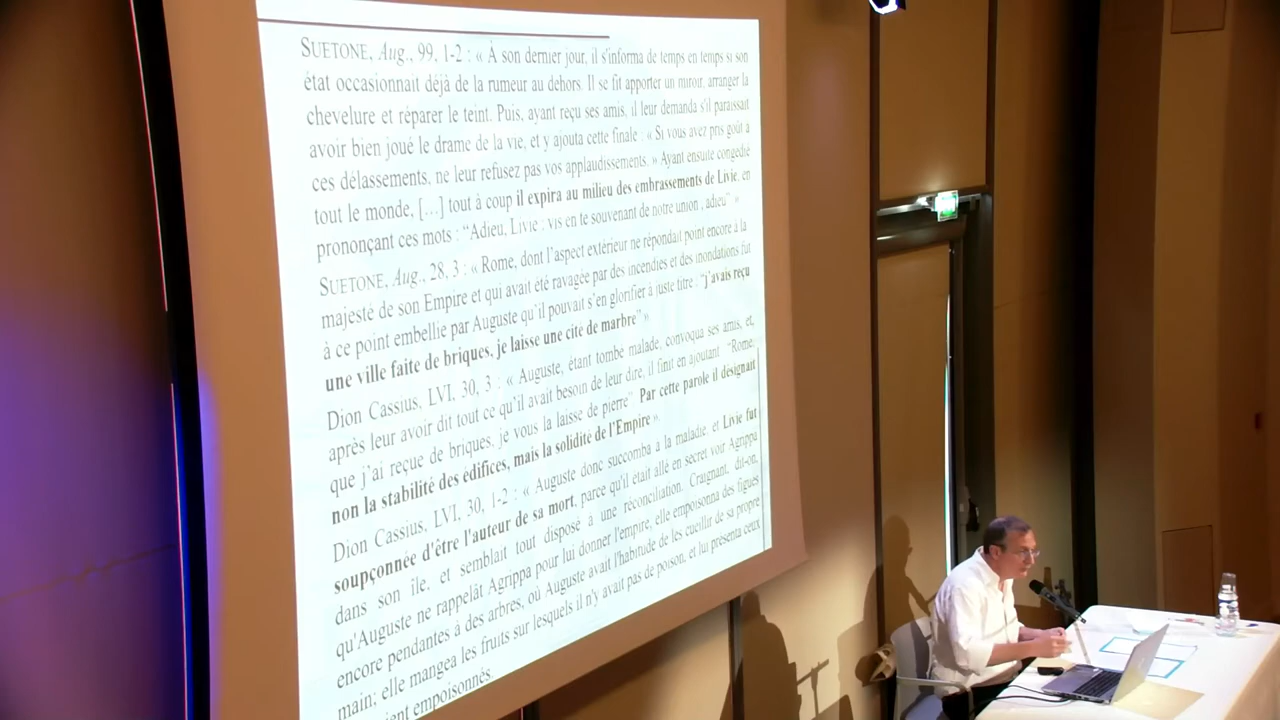 SUETONE, Aug., 99, 1-2 : « À son dernier jour, il s'informa de temps en temps si son
état occasionnait déjà de la rumeur au dehors. Il se fit apporter un miroir, arranger la
chevelure et réparer le teint. Puis, ayant reçu ses amis, il leur demanda s'il paraissait
avoir bien joué le drame de la vie, et y ajouta cette finale : « Si vous avez pris goût à
ces délassements, ne leur refusez pas vos applaudissements. » Ayant ensuite congédié
tout le monde, [...] tout à coup il expira au milieu des embrassements de Livie, en
prononçant ces mots : “Adieu, Livie : vis en te souvenant de notre union ; adieu” »
SUETONE, Aug., 28, 3 : « Rome, dont l'aspect extérieur ne répondait point encore à la
majesté de son Empire et qui avait été ravagée par des incendies et des inondations fut
à ce point embellie par Auguste qu'il pouvait s'en glorifier à juste titre : “j'avais reçu
une ville faite de briques, je laisse une cité de marbre” »
Dion Cassius, LVI, 30, 3 : « Auguste, étant tombé malade, convoqua ses amis, et,
après leur avoir dit tout ce qu'il avait besoin de leur dire, il finit en ajoutant “Rome,
que j'ai reçue de briques, je vous la laisse de pierre” Par cette parole il désignait
non la stabilité des édifices, mais la solidité de l'Empire »
Dion Cassius, LVI, 30, 1-2 : « Auguste donc succomba à la maladie, et Livie fut
soupçonnée d'être l'auteur de sa mort, parce qu'il était allé en secret voir Agrippa
dans son île, et semblait tout disposé à une réconciliation. Craignant, dit-on,
qu'Auguste ne rappelât Agrippa pour lui donner l'empire, elle empoisonna des figues
encore pendantes à des arbres, où Auguste avait l'habitude de les cueillir de sa propre
main; elle mangea les fruits sur lesquels il n'y avait pas de poison, et lui présenta ceux
empoisonnés.